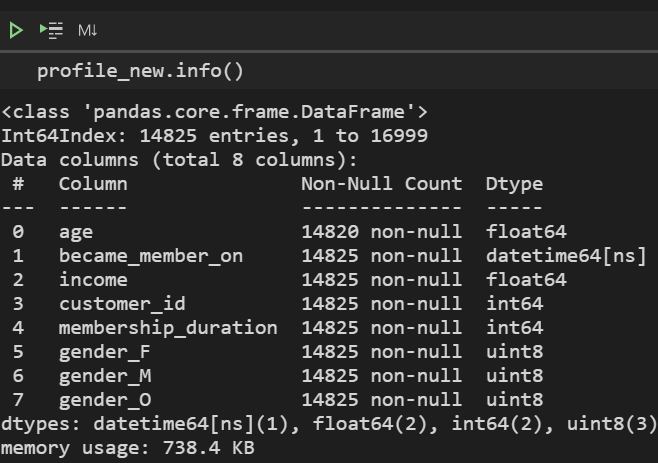 M↓
profile_new.info()
<class 'pandas.core.frame.DataFrame'>
Int64Index: 14825 entries, 1 to 16999
Data columns (total 8 columns):
 #   Column               Non-Null Count  Dtype
---  ------               --------------  -----
 0   age                  14820 non-null  float64
 1   became_member_on     14825 non-null  datetime64[ns]
 2   income               14825 non-null  float64
 3   customer_id          14825 non-null  int64
 4   membership_duration  14825 non-null  int64
 5   gender_F             14825 non-null  uint8
 6   gender_M             14825 non-null  uint8
 7   gender_O             14825 non-null  uint8
dtypes: datetime64[ns](1), float64(2), int64(2), uint8(3)
memory usage: 738.4 KB